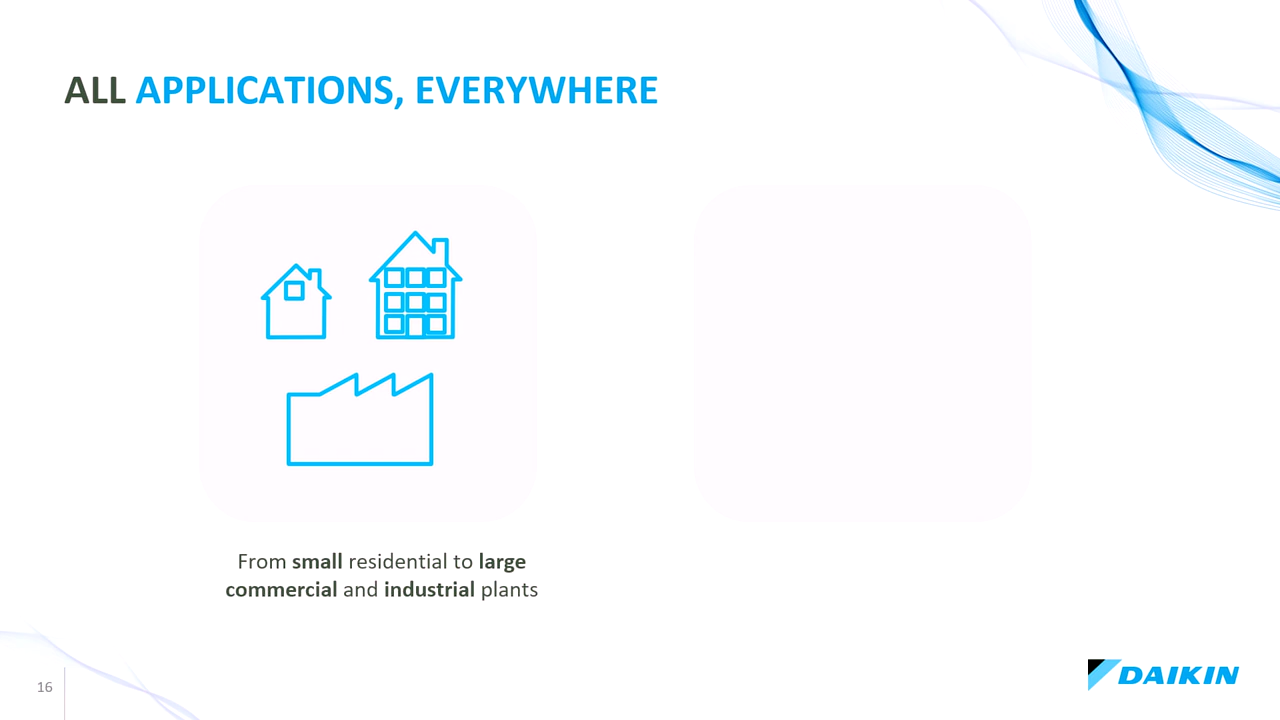 ALL APPLICATIONS, EVERYWHERE
From small residential to large
commercial and industrial plants
16
DAIKIN